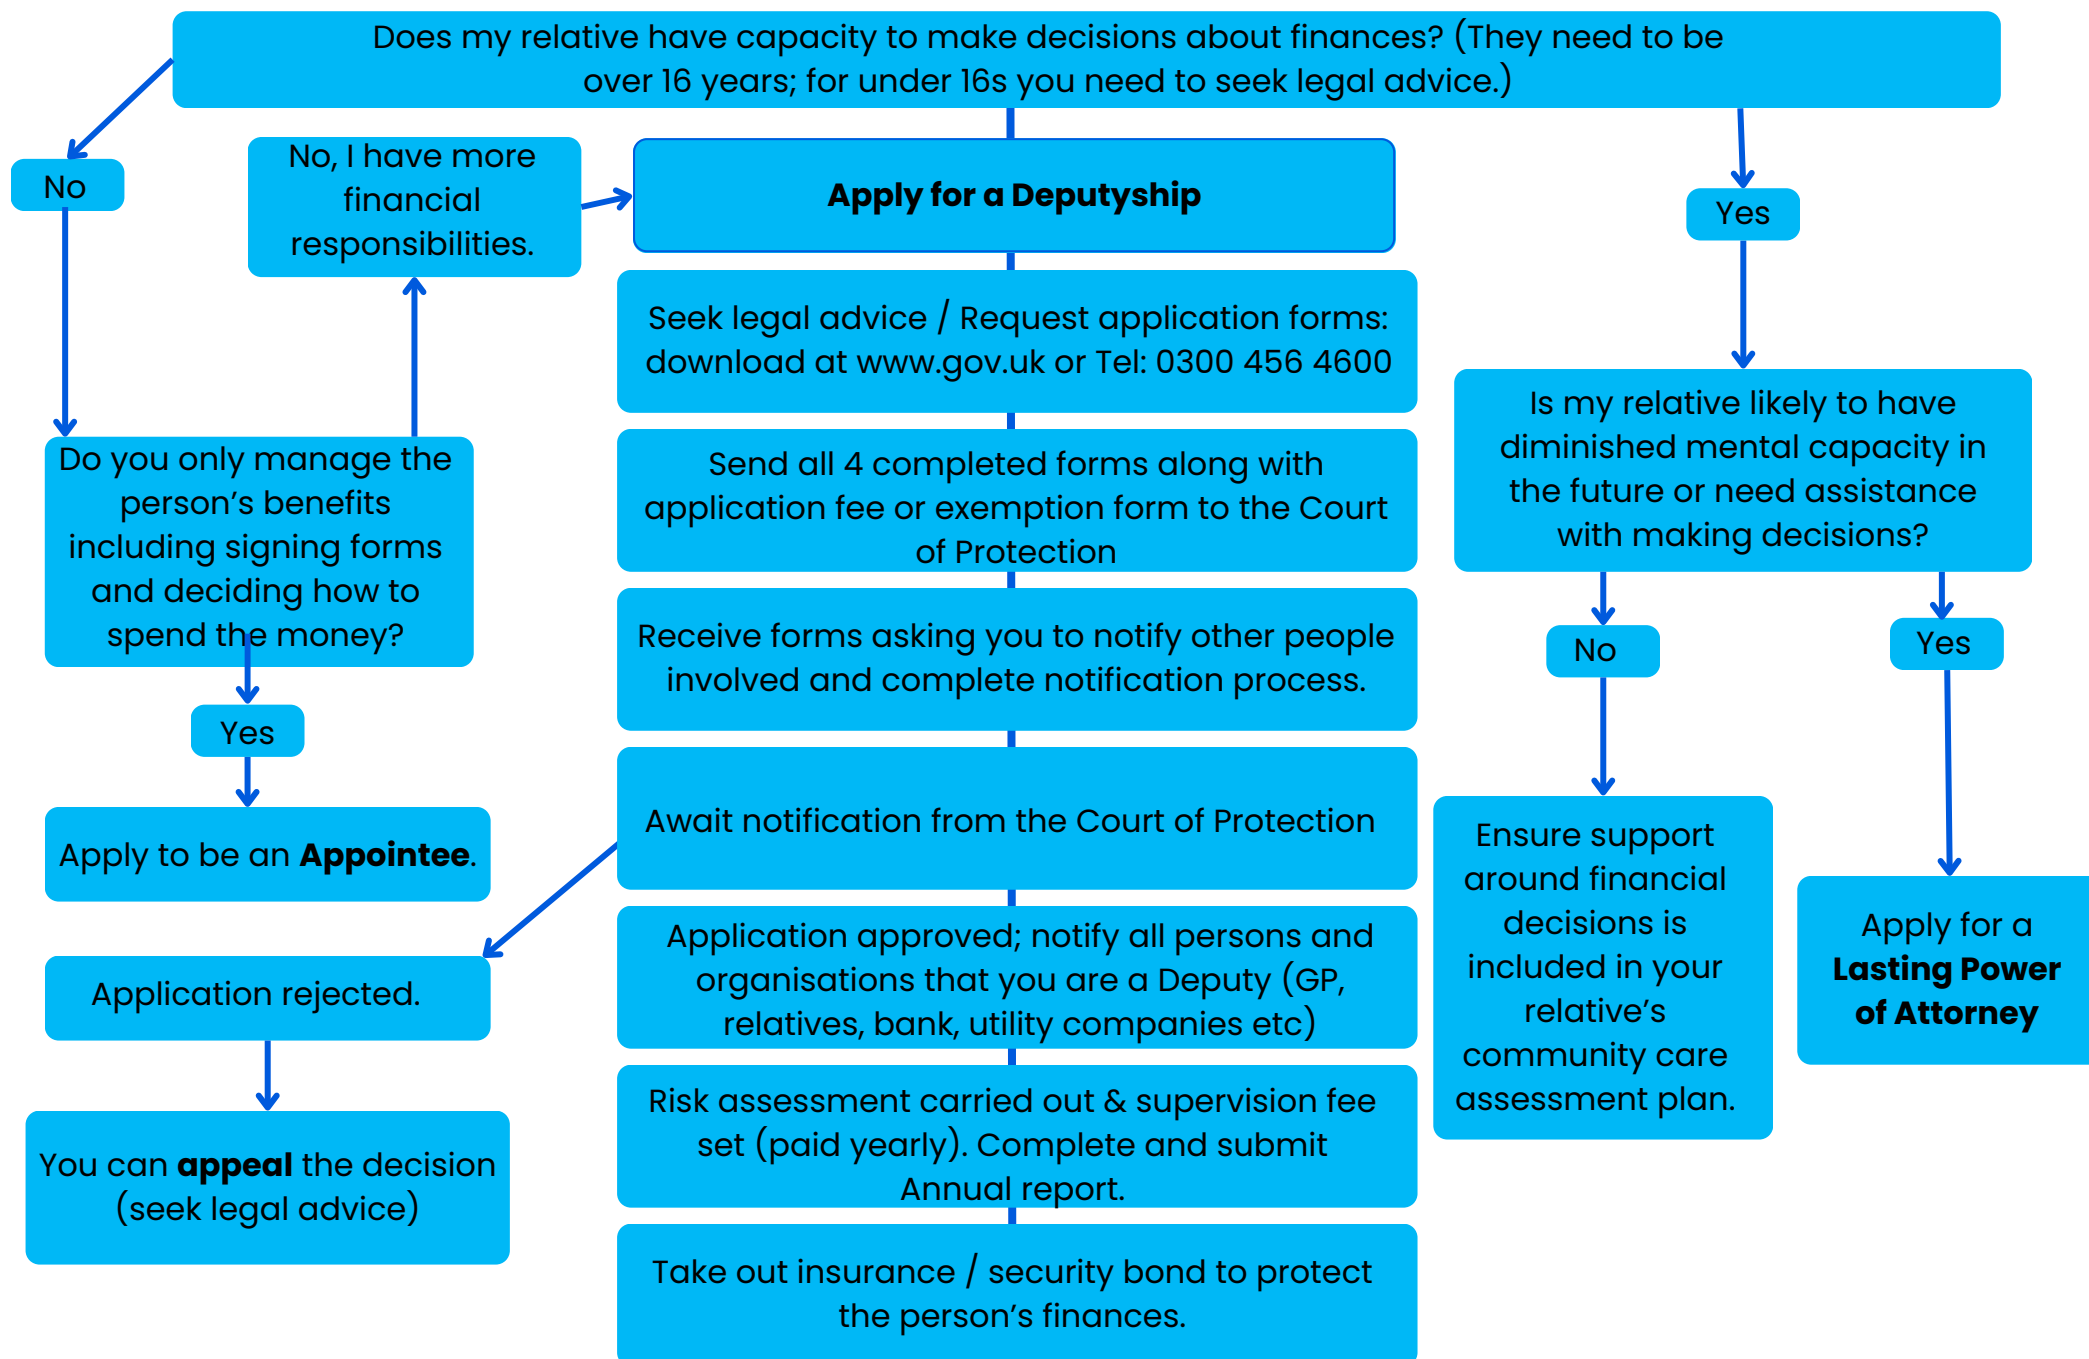 Does my relative have capacity to make decisions about finances? (They need to be
over 16 years; for under 16s you need to seek legal advice.)
No
No, I have more
financial
responsibilities.
Do you only manage the
person's benefits
including signing forms
and deciding how to
spend the money?
Yes
Apply to be an Appointee.
Application rejected.
You can appeal the decision
(seek legal advice)
Apply for a Deputyship
Seek legal advice / Request application forms:
download at www.gov.uk or Tel: 0300 456 4600
Send all 4 completed forms along with
application fee or exemption form to the Court
of Protection
Receive forms asking you to notify other people
involved and complete notification process.
Await notification from the Court of Protection
Application approved; notify all persons and
organisations that you are a Deputy (GP,
relatives, bank, utility companies etc)
Risk assessment carried out & supervision fee
set (paid yearly). Complete and submit
Annual report.
Take out insurance / security bond to protect
the person's finances.
Yes
Is my relative likely to have
diminished mental capacity in
the future or need assistance
with making decisions?
No
Ensure support
around financial
decisions is
included in your
relative's
community care
assessment plan.
Yes
Apply for a
Lasting Power
of Attorney